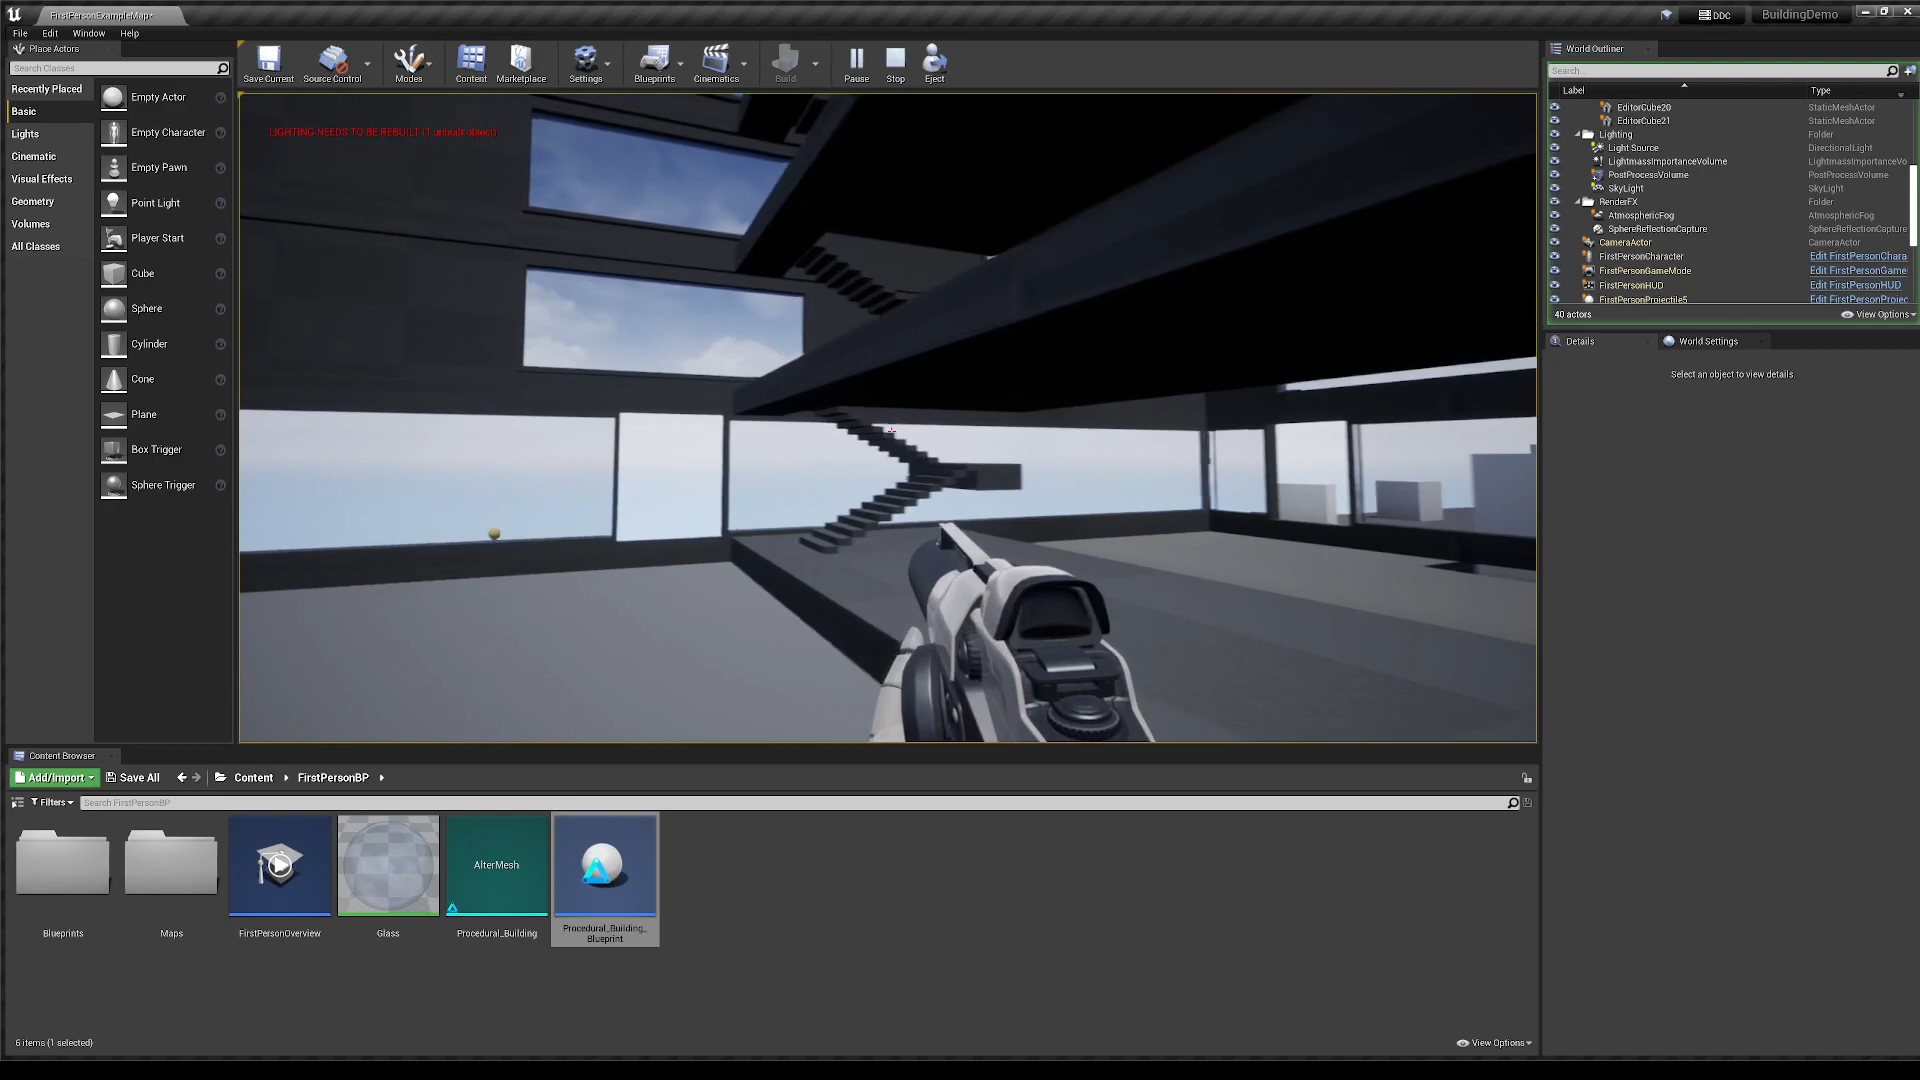 FirstPersonExampleMap*
DDC
BuildingDemo
File Edit Window Help
Place Actors
Search Classes
Recently Placed
Basic
Lights
Cinematic
Visual Effects
Geometry
Volumes
All Classes
Empty Actor
Empty Character
Empty Pawn
Point Light
Player Start
Cube
Sphere
Cylinder
Cone
Plane
Box Trigger
Sphere Trigger
Save Current
Source Control
Modes
Content
Marketplace
Settings
Blueprints
Cinematics
Build
Pause
Stop
Eject
LIGHTING NEEDS TO BE REBUILT (1 unbuilt object)
World Outliner
Search...
Label Type
EditorCube20 StaticMeshActor
EditorCube21 StaticMeshActor
Lighting Folder
Light Source DirectionalLight
LightmassImportanceVolume LightmassImportanceVo
PostProcessVolume PostProcessVolume
SkyLight SkyLight
RenderFX Folder
AtmosphericFog AtmosphericFog
SphereReflectionCapture SphereReflectionCapture
CameraActor CameraActor
FirstPersonCharacter Edit FirstPersonChara
FirstPersonGameMode Edit FirstPersonGame
FirstPersonHUD Edit FirstPersonHUD
FirstPersonProjectile5 Edit FirstPersonProjec
40 actors View Options
Details
World Settings
Select an object to view details.
Content Browser
Add/Import Save All Content FirstPersonBP
Filters Search FirstPersonBP
AlterMesh
Blueprints
Maps
FirstPersonOverview
Glass
Procedural_Building
Procedural_Building_
Blueprint
6 items (1 selected)
View Options